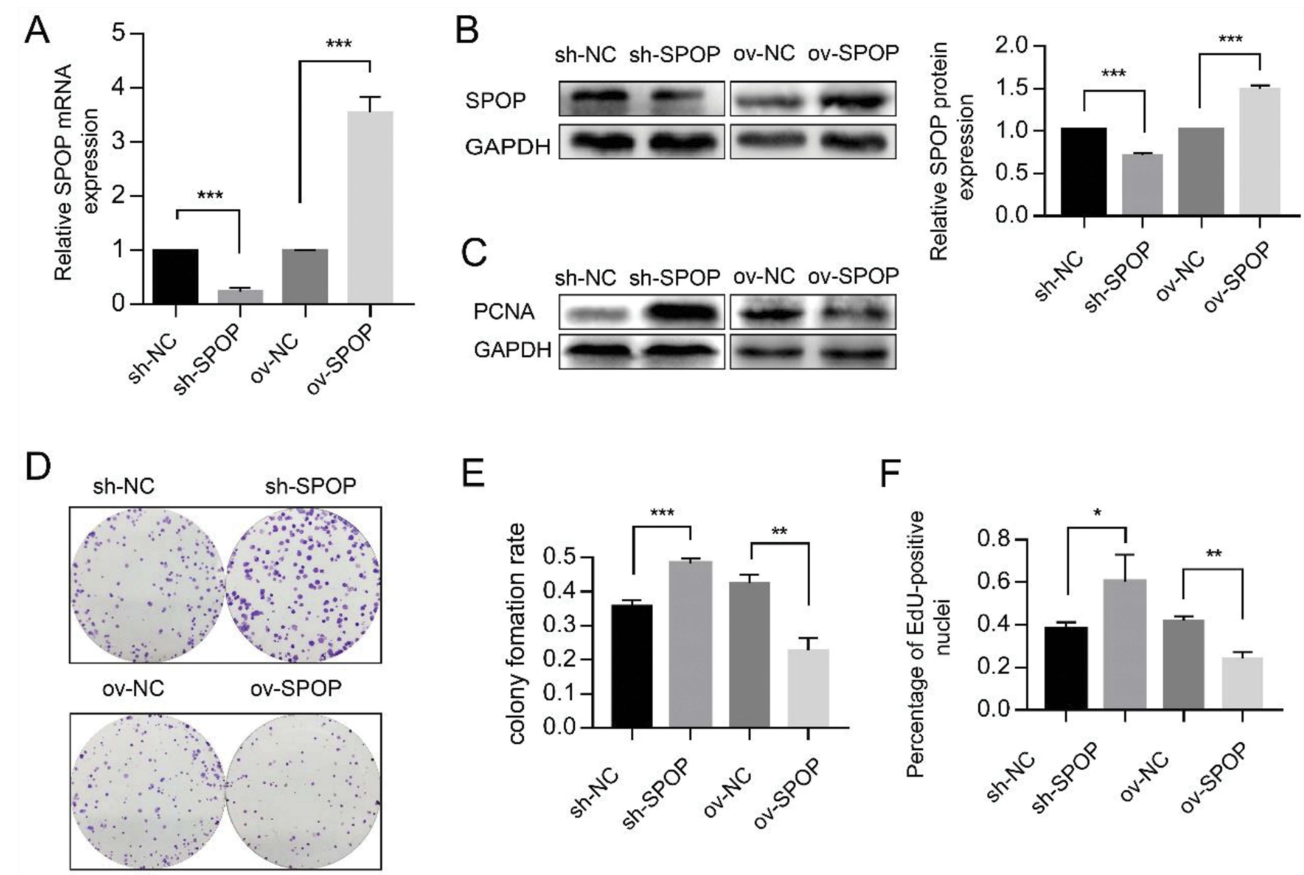 A
Relative SPOP mRNA
expression
5
4
3
2
1
0
***
***
sh-NC
sh-SPOP
ov-NC
ov-SPOP
B
sh-NC sh-SPOP ov-NC ov-SPOP
SPOP
GAPDH
Relative SPOP protein
expression
2.0
1.5
1.0
0.5
0.0
***
***
sh-NC
sh-SPOP
ov-NC
ov-SPOP
C
sh-NC sh-SPOP ov-NC ov-SPOP
PCNA
GAPDH
D
sh-NC sh-SPOP
ov-NC ov-SPOP
E
colony fomation rate
0.5
0.4
0.3
0.2
0.1
0.0
***
**
sh-NC
sh-SPOP
ov-NC
ov-SPOP
F
Percentage of EdU-positive
nuclei
0.8
0.6
0.4
0.2
0.0
*
**
sh-NC
sh-SPOP
ov-NC
ov-SPOP